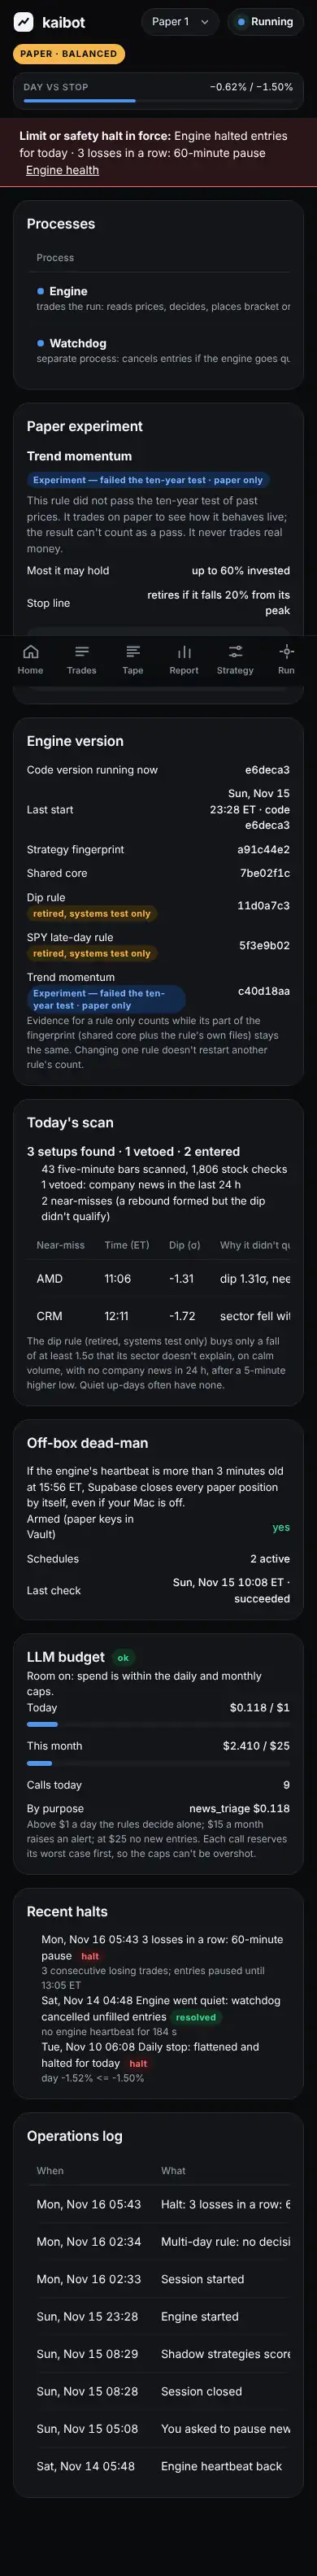 kaibot
Paper 1
Running
PAPER · BALANCED
DAY VS STOP
−0.62% / −1.50%
Limit or safety halt in force: Engine halted entries
for today · 3 losses in a row: 60-minute pause
Engine health
Processes
Process
Engine
trades the run: reads prices, decides, places bracket or
Watchdog
separate process: cancels entries if the engine goes qu
Paper experiment
Trend momentum
Experiment — failed the ten-year test · paper only
This rule did not pass the ten-year test of past
prices. It trades on paper to see how it behaves live;
the result can't count as a pass. It never trades real
money.
Most it may hold
up to 60% invested
Stop line
retires if it falls 20% from its
peak
Home
Trades
Tape
Report
Strategy
Run
Engine version
Code version running now
e6deca3
Last start
Sun, Nov 15
23:28 ET · code
e6deca3
Strategy fingerprint
a91c44e2
Shared core
7be02f1c
Dip rule
retired, systems test only
11d0a7c3
SPY late-day rule
retired, systems test only
5f3e9b02
Trend momentum
Experiment — failed the ten-
year test · paper only
c40d18aa
Evidence for a rule only counts while its part of the
fingerprint (shared core plus the rule's own files) stays
the same. Changing one rule doesn't restart another
rule's count.
Today's scan
3 setups found · 1 vetoed · 2 entered
43 five-minute bars scanned, 1,806 stock checks
1 vetoed: company news in the last 24 h
2 near-misses (a rebound formed but the dip
didn't qualify)
Near-miss
Time (ET)
Dip (σ)
Why it didn't qu
AMD
11:06
-1.31
dip 1.31σ, nee
CRM
12:11
-1.72
sector fell wit
The dip rule (retired, systems test only) buys only a fall
of at least 1.5σ that its sector doesn't explain, on calm
volume, with no company news in 24 h, after a 5-minute
higher low. Quiet up-days often have none.
Off-box dead-man
If the engine's heartbeat is more than 3 minutes old
at 15:56 ET, Supabase closes every paper position
by itself, even if your Mac is off.
Armed (paper keys in
Vault)
yes
Schedules
2 active
Last check
Sun, Nov 15 10:08 ET ·
succeeded
LLM budget
ok
Room on: spend is within the daily and monthly
caps.
Today
$0.118 / $1
This month
$2.410 / $25
Calls today
9
By purpose
news_triage $0.118
Above $1 a day the rules decide alone; $15 a month
raises an alert; at $25 no new entries. Each call reserves
its worst case first, so the caps can't be overshot.
Recent halts
Mon, Nov 16 05:43 3 losses in a row: 60-minute
pause halt
3 consecutive losing trades; entries paused until
13:05 ET
Sat, Nov 14 04:48 Engine went quiet: watchdog
cancelled unfilled entries resolved
no engine heartbeat for 184 s
Tue, Nov 10 06:08 Daily stop: flattened and
halted for today halt
day -1.52% <= -1.50%
Operations log
When
What
Mon, Nov 16 05:43
Halt: 3 losses in a row: 6
Mon, Nov 16 02:34
Multi-day rule: no decisi
Mon, Nov 16 02:33
Session started
Sun, Nov 15 23:28
Engine started
Sun, Nov 15 08:29
Shadow strategies score
Sun, Nov 15 08:28
Session closed
Sun, Nov 15 05:08
You asked to pause new
Sat, Nov 14 05:48
Engine heartbeat back